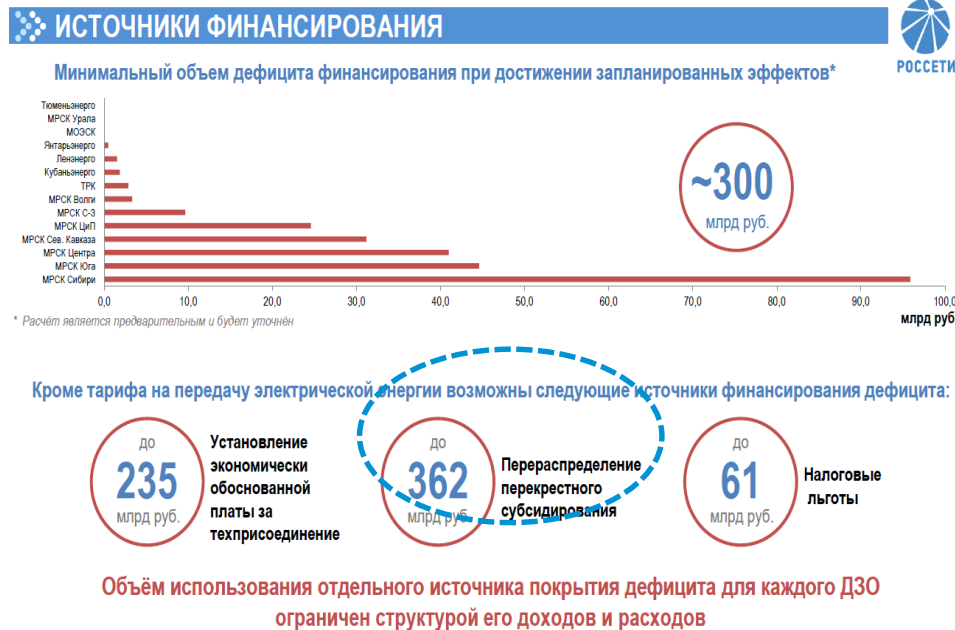 ИСТОЧНИКИ ФИНАНСИРОВАНИЯ
РОССЕТИ
Минимальный объем дефицита финансирования при достижении запланированных эффектов*
Тюменьэнерго
МРСК Урала
МОЭСК
Янтарьэнерго
Ленэнерго
Кубаньэнерго
ТРК
МРСК Волги
МРСК С-З
МРСК ЦиП
МРСК Сев. Кавказа
МРСК Центра
МРСК Юга
МРСК Сибири
~300
млрд руб.
0,0 10,0 20,0 30,0 40,0 50,0 60,0 70,0 80,0 90,0 100,0
млрд руб
* Расчёт является предварительным и будет уточнён
Кроме тарифа на передачу электрической энергии возможны следующие источники финансирования дефицита:
до
235
млрд руб.
Установление
экономически
обоснованной
платы за
техприсоединение
до
362
млрд руб.
Перераспределение
перекрестного
субсидирования
до
61
млрд руб.
Налоговые
льготы
Объём использования отдельного источника покрытия дефицита для каждого ДЗО
ограничен структурой его доходов и расходов